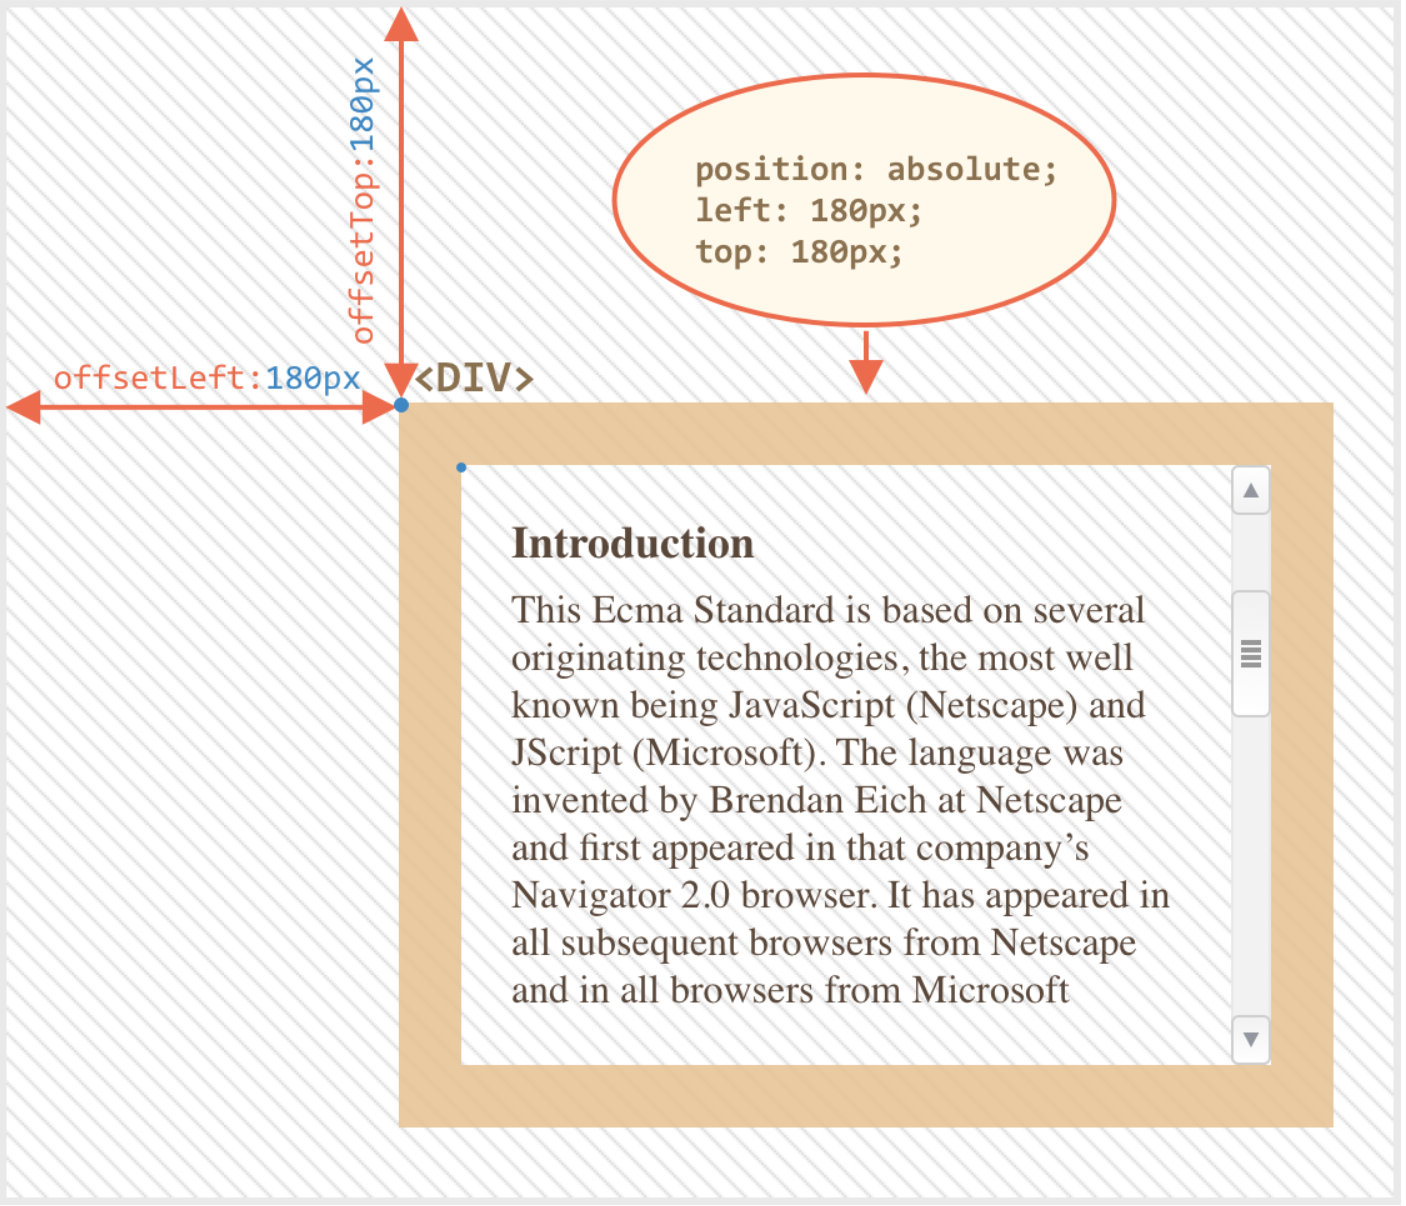 offsetTop:180px
position: absolute;
left: 180px;
top: 180px;
offsetLeft:180px
<DIV>
Introduction
This Ecma Standard is based on several
originating technologies, the most well
known being JavaScript (Netscape) and
JScript (Microsoft). The language was
invented by Brendan Eich at Netscape
and first appeared in that company’s
Navigator 2.0 browser. It has appeared in
all subsequent browsers from Netscape
and in all browsers from Microsoft